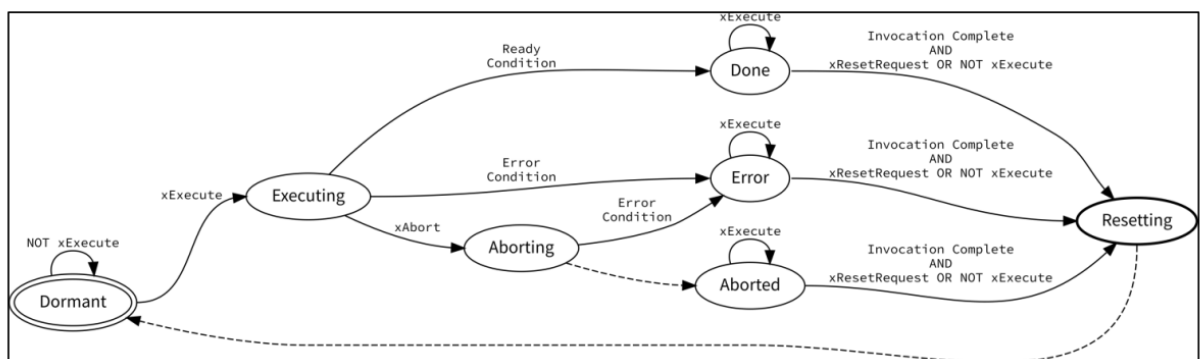 xExecute
Ready
Condition
Done
Invocation Complete
AND
xResetRequest OR NOT xExecute
xExecute
Error
Condition
Error
Invocation Complete
AND
xResetRequest OR NOT xExecute
xExecute
Executing
Error
Condition
Resetting
xAbort
Aborting
xExecute
NOT xExecute
Dormant
Aborted
Invocation Complete
AND
xResetRequest OR NOT xExecute